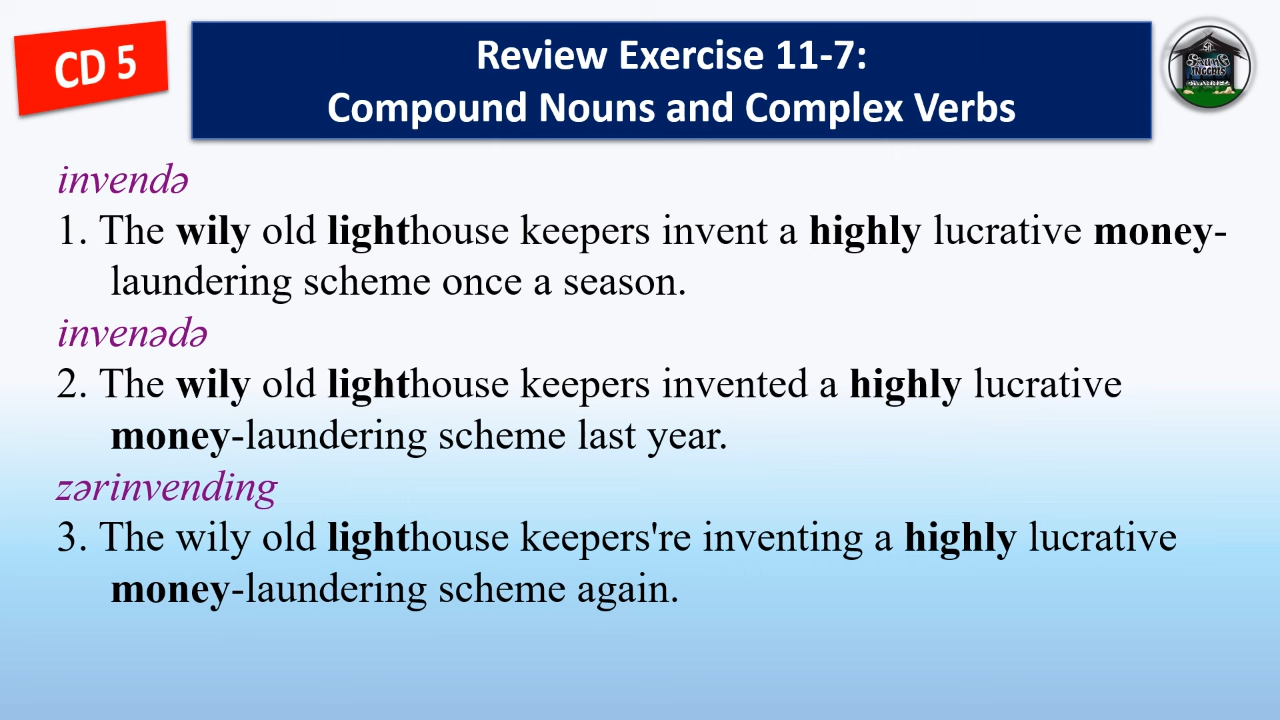 CD 5
Review Exercise 11-7:
Compound Nouns and Complex Verbs
invendə
1. The wily old lighthouse keepers invent a highly lucrative money-
laundering scheme once a season.
invenədə
2. The wily old lighthouse keepers invented a highly lucrative
money-laundering scheme last year.
zərinvending
3. The wily old lighthouse keepers're inventing a highly lucrative
money-laundering scheme again.